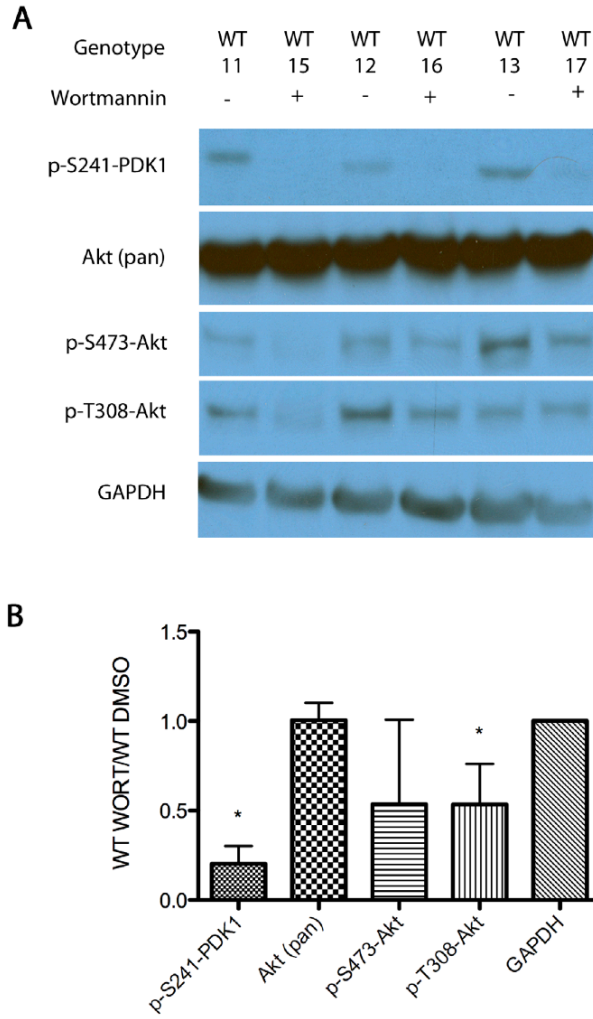 A
Genotype WT WT WT WT WT WT
11 15 12 16 13 17
Wortmannin - + - + - +
p-S241-PDK1
Akt (pan)
p-S473-Akt
p-T308-Akt
GAPDH
B
WT WORT/WT DMSO
1.5
1.0
0.5
0.0
* *
p-S241-PDK1 Akt (pan) p-S473-Akt p-T308-Akt GAPDH